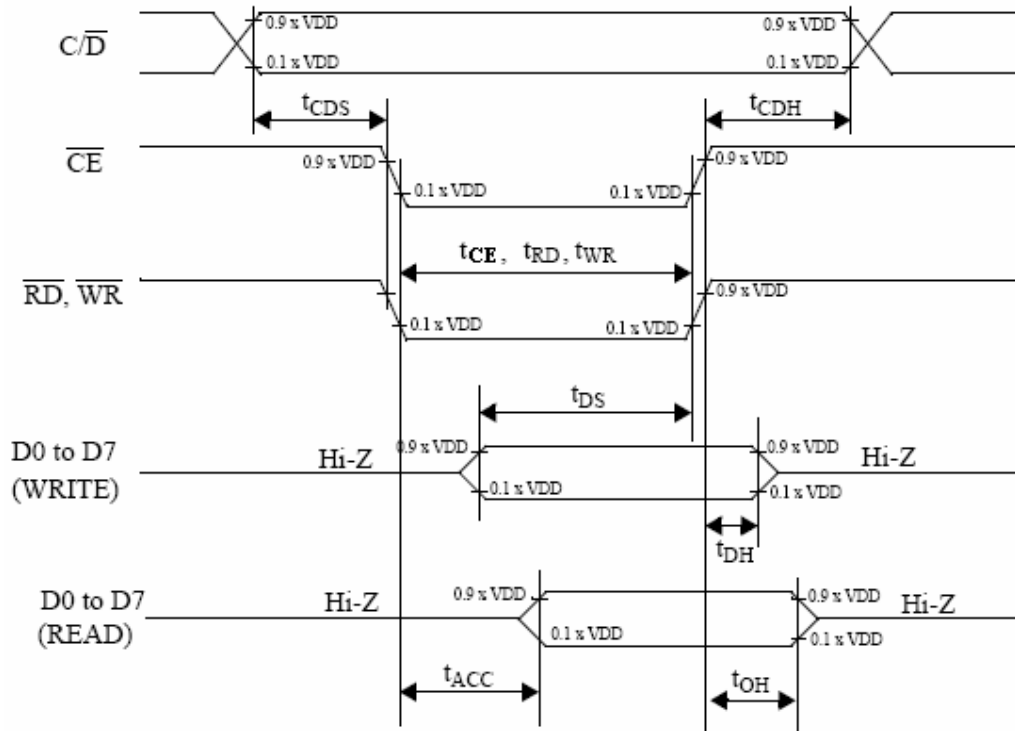 C/D̅
0.9 x VDD
0.9 x VDD
0.1 x VDD
0.1 x VDD
tCDS
tCDH
C̅E̅
0.9 x VDD
0.9 x VDD
0.1 x VDD
0.1 x VDD
tCE, tRD, tWR
R̅D̅, W̅R̅
0.9 x VDD
0.1 x VDD
0.1 x VDD
tDS
D0 to D7
(WRITE)
Hi-Z
0.9 x VDD
0.9 x VDD
Hi-Z
0.1 x VDD
0.1 x VDD
tDH
D0 to D7
(READ)
Hi-Z
0.9 x VDD
0.9 x VDD
Hi-Z
0.1 x VDD
0.1 x VDD
tACC
tOH